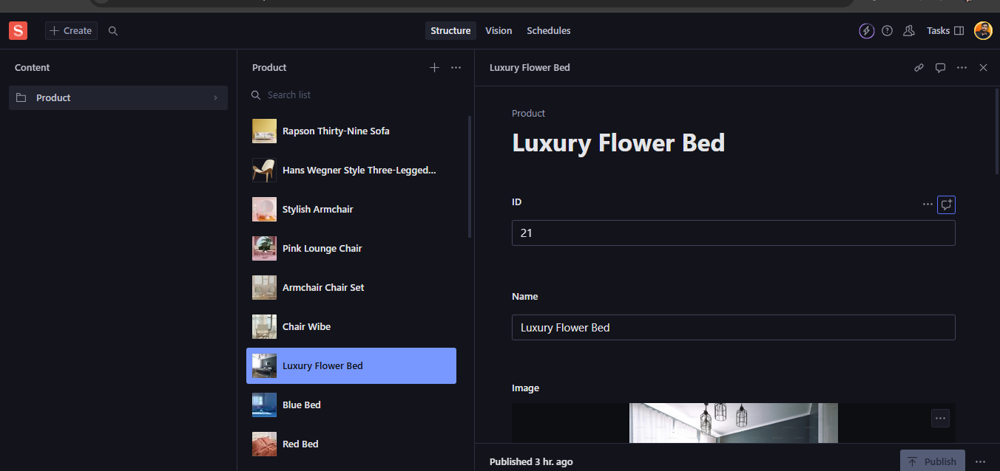 S
Create
Structure
Vision
Schedules
Tasks
Content
Product
Product
Search list
Rapson Thirty-Nine Sofa
Hans Wegner Style Three-Legged...
Stylish Armchair
Pink Lounge Chair
Armchair Chair Set
Chair Wibe
Luxury Flower Bed
Blue Bed
Red Bed
Luxury Flower Bed
Product
Luxury Flower Bed
ID
21
Name
Luxury Flower Bed
Image
Published 3 hr. ago
Publish